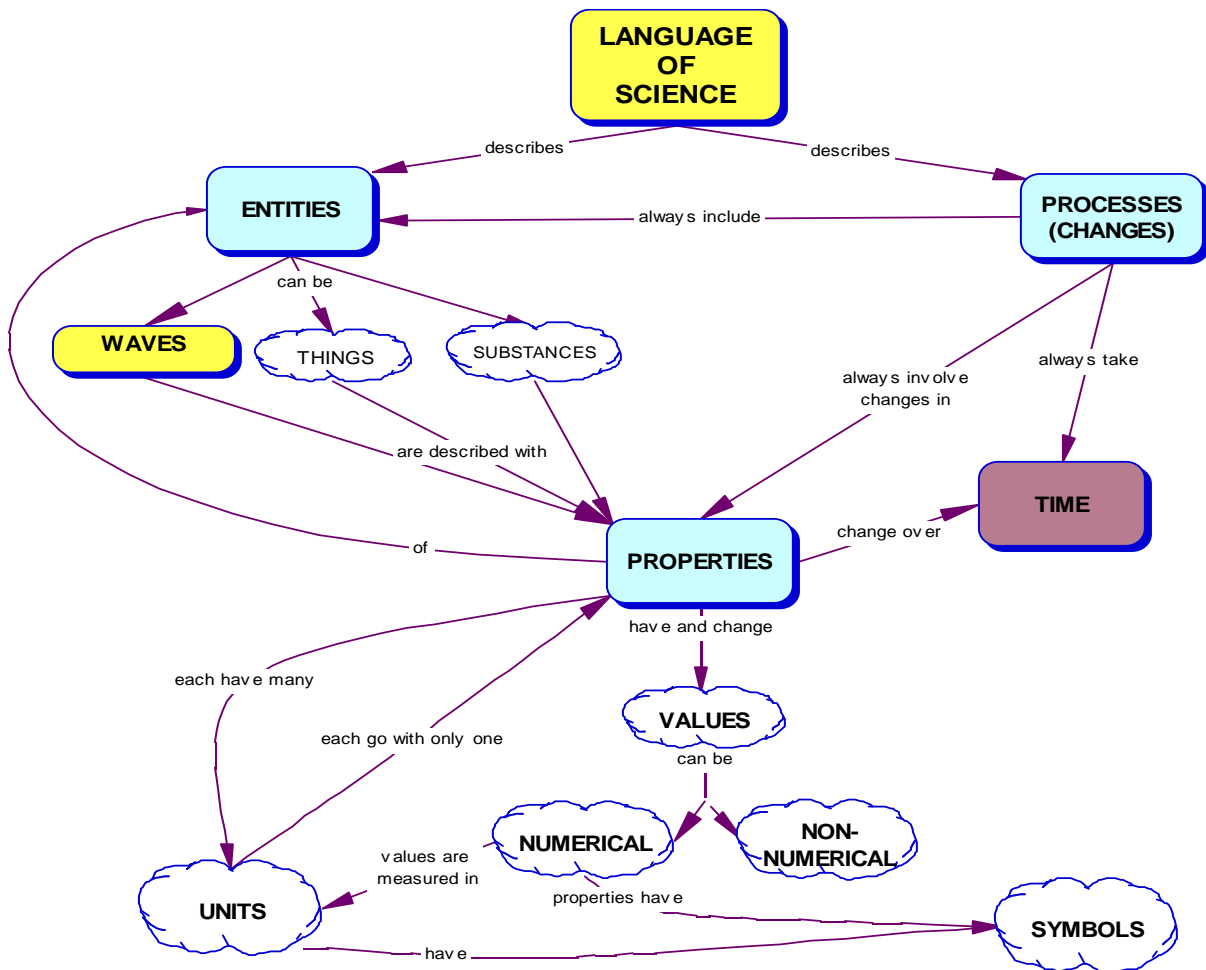 LANGUAGE
OF
SCIENCE
describes
describes
ENTITIES
always include
PROCESSES
(CHANGES)
can be
WAVES
THINGS
SUBSTANCES
always involve
changes in
always take
are described with
TIME
of
PROPERTIES
change over
have and change
each have many
VALUES
each go with only one
can be
NUMERICAL
NON-
NUMERICAL
values are
measured in
properties have
UNITS
SYMBOLS
have